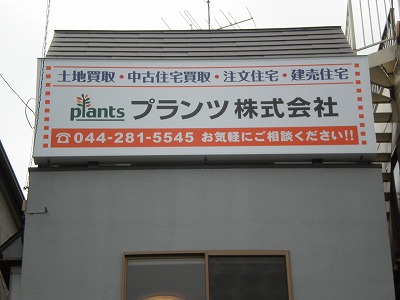 土地買取・中古住宅買取・注文住宅・建売住宅
plants プランツ株式会社
☎044-281-5545 お気軽にご相談ください!!